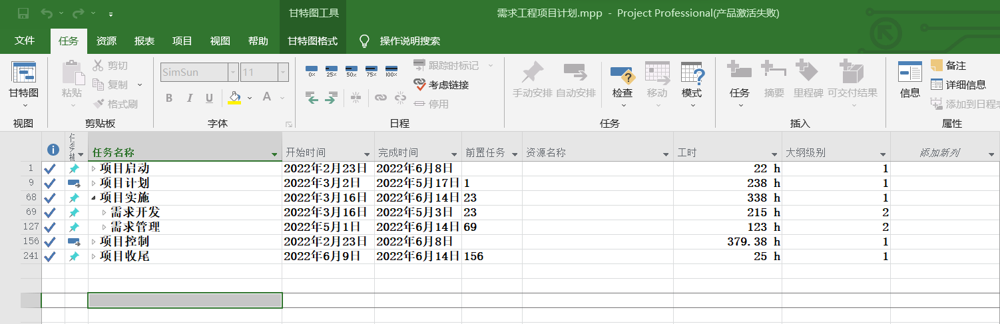 甘特图工具 需求工程项目计划.mpp - Project Professional(产品激活失败)
文件 任务 资源 报表 项目 视图 帮助 甘特图格式 操作说明搜索
剪切 SimSun 11 0% 25% 50% 75% 100% 跟踪时标记 备注
甘特图 粘贴 复制 考虑链接 手动安排 自动安排 检查 移动 模式 任务 摘要 里程碑 可交付结果 信息 详细信息
格式刷 B I U A 停用 添加到日程表
视图 剪贴板 字体 日程 任务 插入 属性
任务模 任务名称 开始时间 完成时间 前置任务 资源名称 工时 大纲级别 添加新列
1 项目启动 2022年2月23日 2022年6月8日 22 h 1
9 项目计划 2022年3月2日 2022年5月17日 1 238 h 1
68 项目实施 2022年3月16日 2022年6月14日 23 338 h 1
69 需求开发 2022年3月16日 2022年5月3日 23 215 h 2
127 需求管理 2022年5月1日 2022年6月14日 69 123 h 2
156 项目控制 2022年2月23日 2022年6月8日 379.38 h 1
241 项目收尾 2022年6月9日 2022年6月14日 156 25 h 1